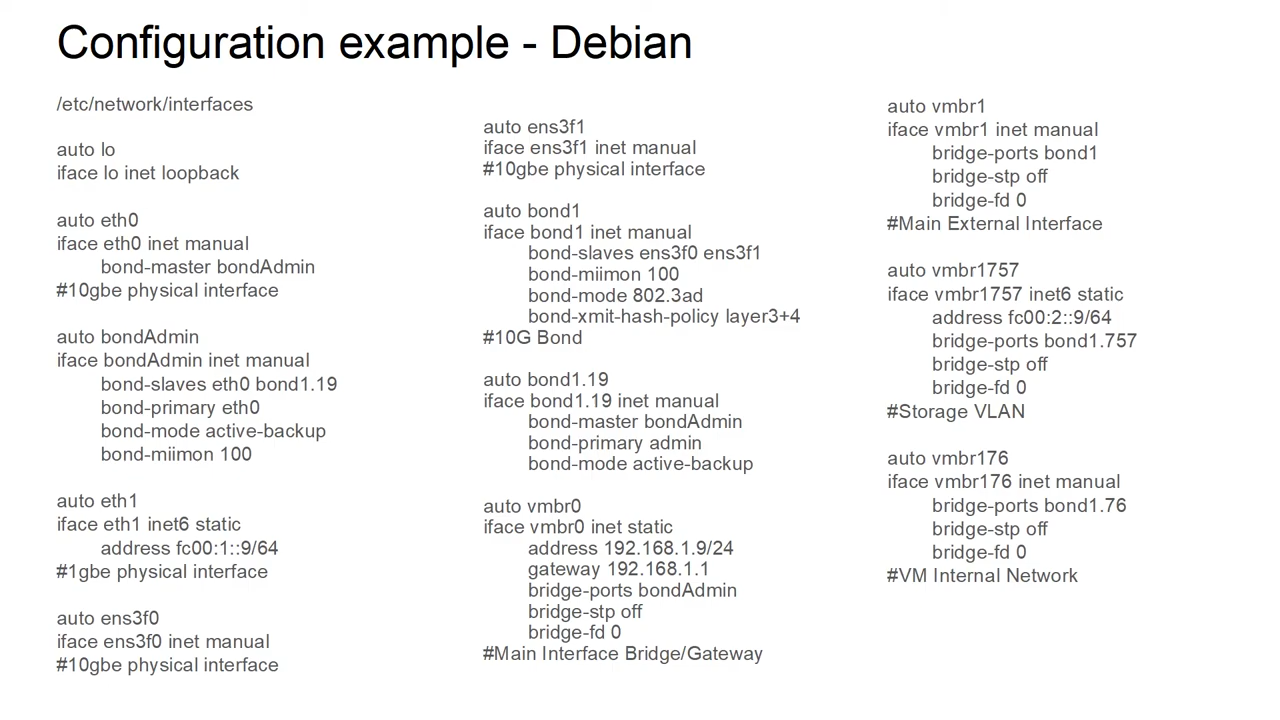 Configuration example - Debian
/etc/network/interfaces
auto lo
iface lo inet loopback
auto eth0
iface eth0 inet manual
bond-master bondAdmin
#10gbe physical interface
auto bondAdmin
iface bondAdmin inet manual
bond-slaves eth0 bond1.19
bond-primary eth0
bond-mode active-backup
bond-miimon 100
auto eth1
iface eth1 inet6 static
address fc00:1::9/64
#1gbe physical interface
auto ens3f0
iface ens3f0 inet manual
#10gbe physical interface
auto ens3f1
iface ens3f1 inet manual
#10gbe physical interface
auto bond1
iface bond1 inet manual
bond-slaves ens3f0 ens3f1
bond-miimon 100
bond-mode 802.3ad
bond-xmit-hash-policy layer3+4
#10G Bond
auto bond1.19
iface bond1.19 inet manual
bond-master bondAdmin
bond-primary admin
bond-mode active-backup
auto vmbr0
iface vmbr0 inet static
address 192.168.1.9/24
gateway 192.168.1.1
bridge-ports bondAdmin
bridge-stp off
bridge-fd 0
#Main Interface Bridge/Gateway
auto vmbr1
iface vmbr1 inet manual
bridge-ports bond1
bridge-stp off
bridge-fd 0
#Main External Interface
auto vmbr1757
iface vmbr1757 inet6 static
address fc00:2::9/64
bridge-ports bond1.757
bridge-stp off
bridge-fd 0
#Storage VLAN
auto vmbr176
iface vmbr176 inet manual
bridge-ports bond1.76
bridge-stp off
bridge-fd 0
#VM Internal Network